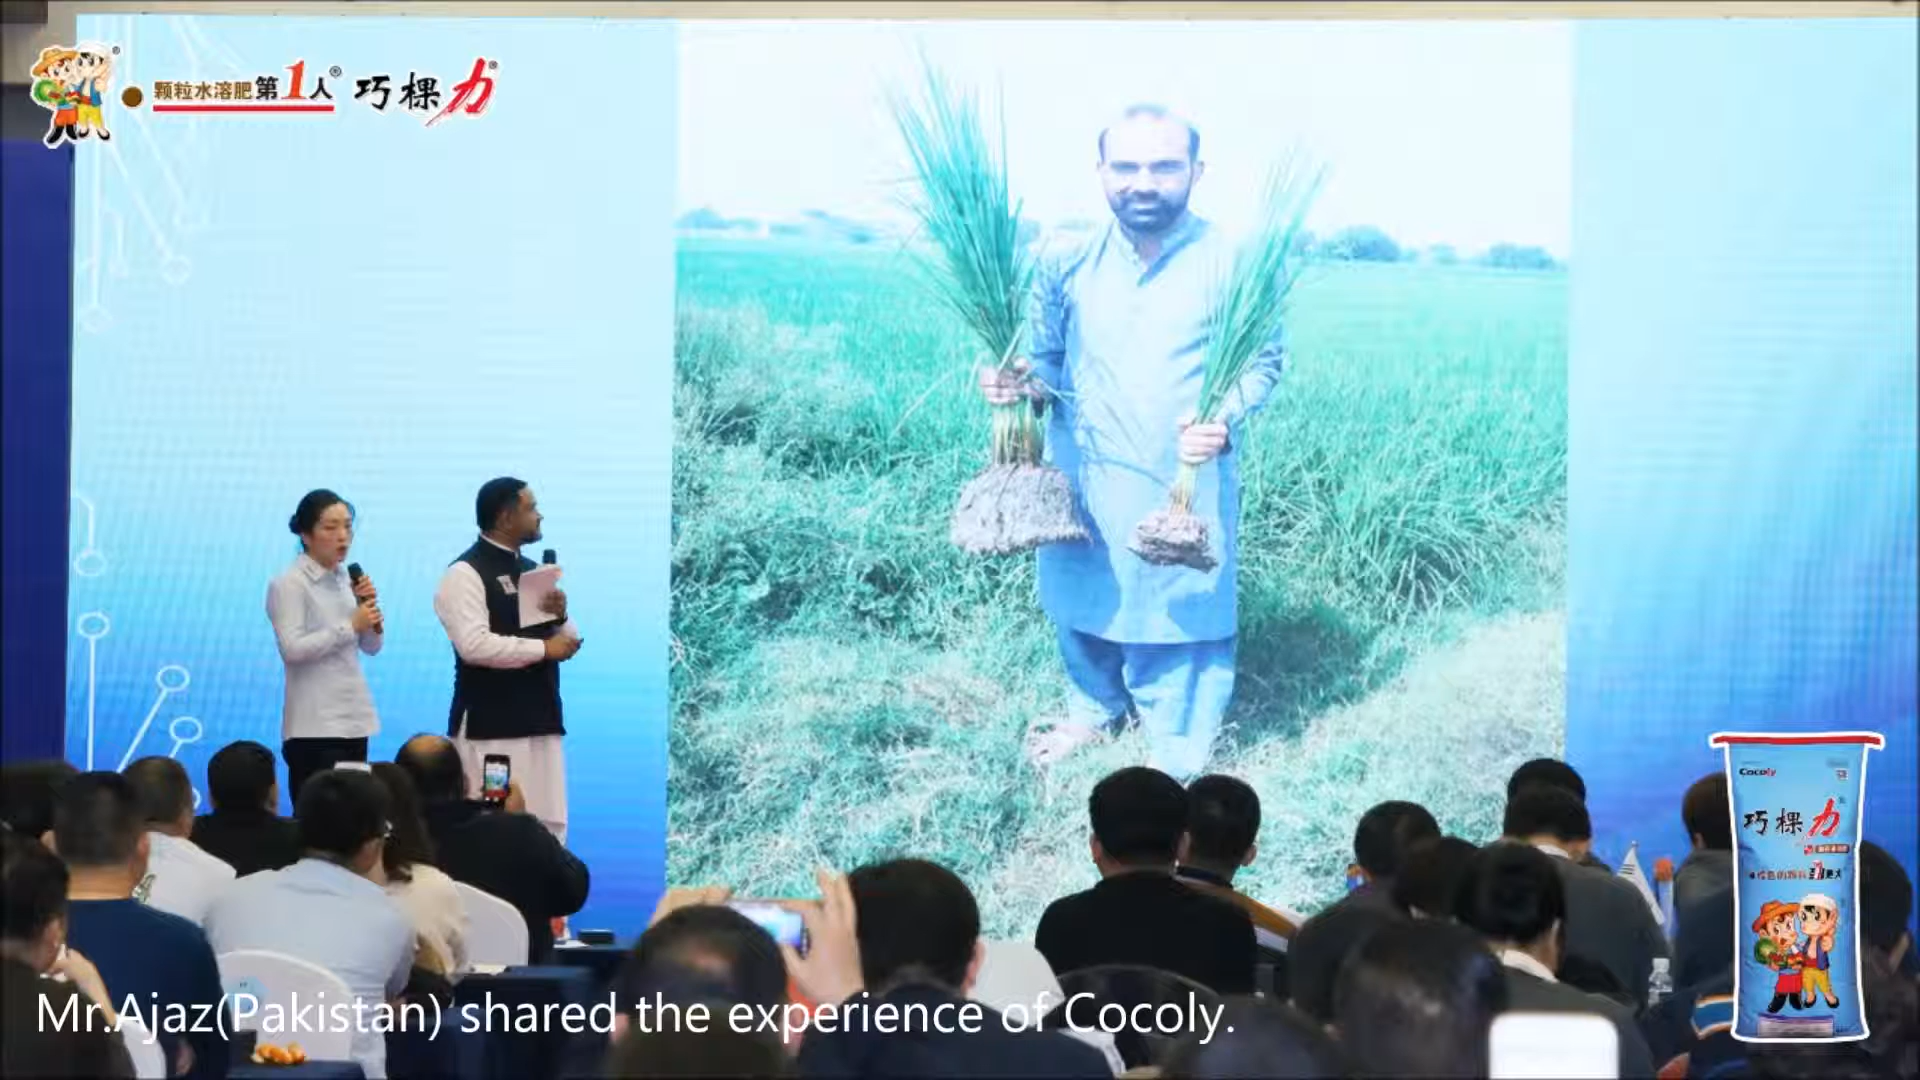 颗粒水溶肥第1人® 巧棵力®
Cocoly
巧棵力
Mr.Ajaz(Pakistan) shared the experience of Cocoly.